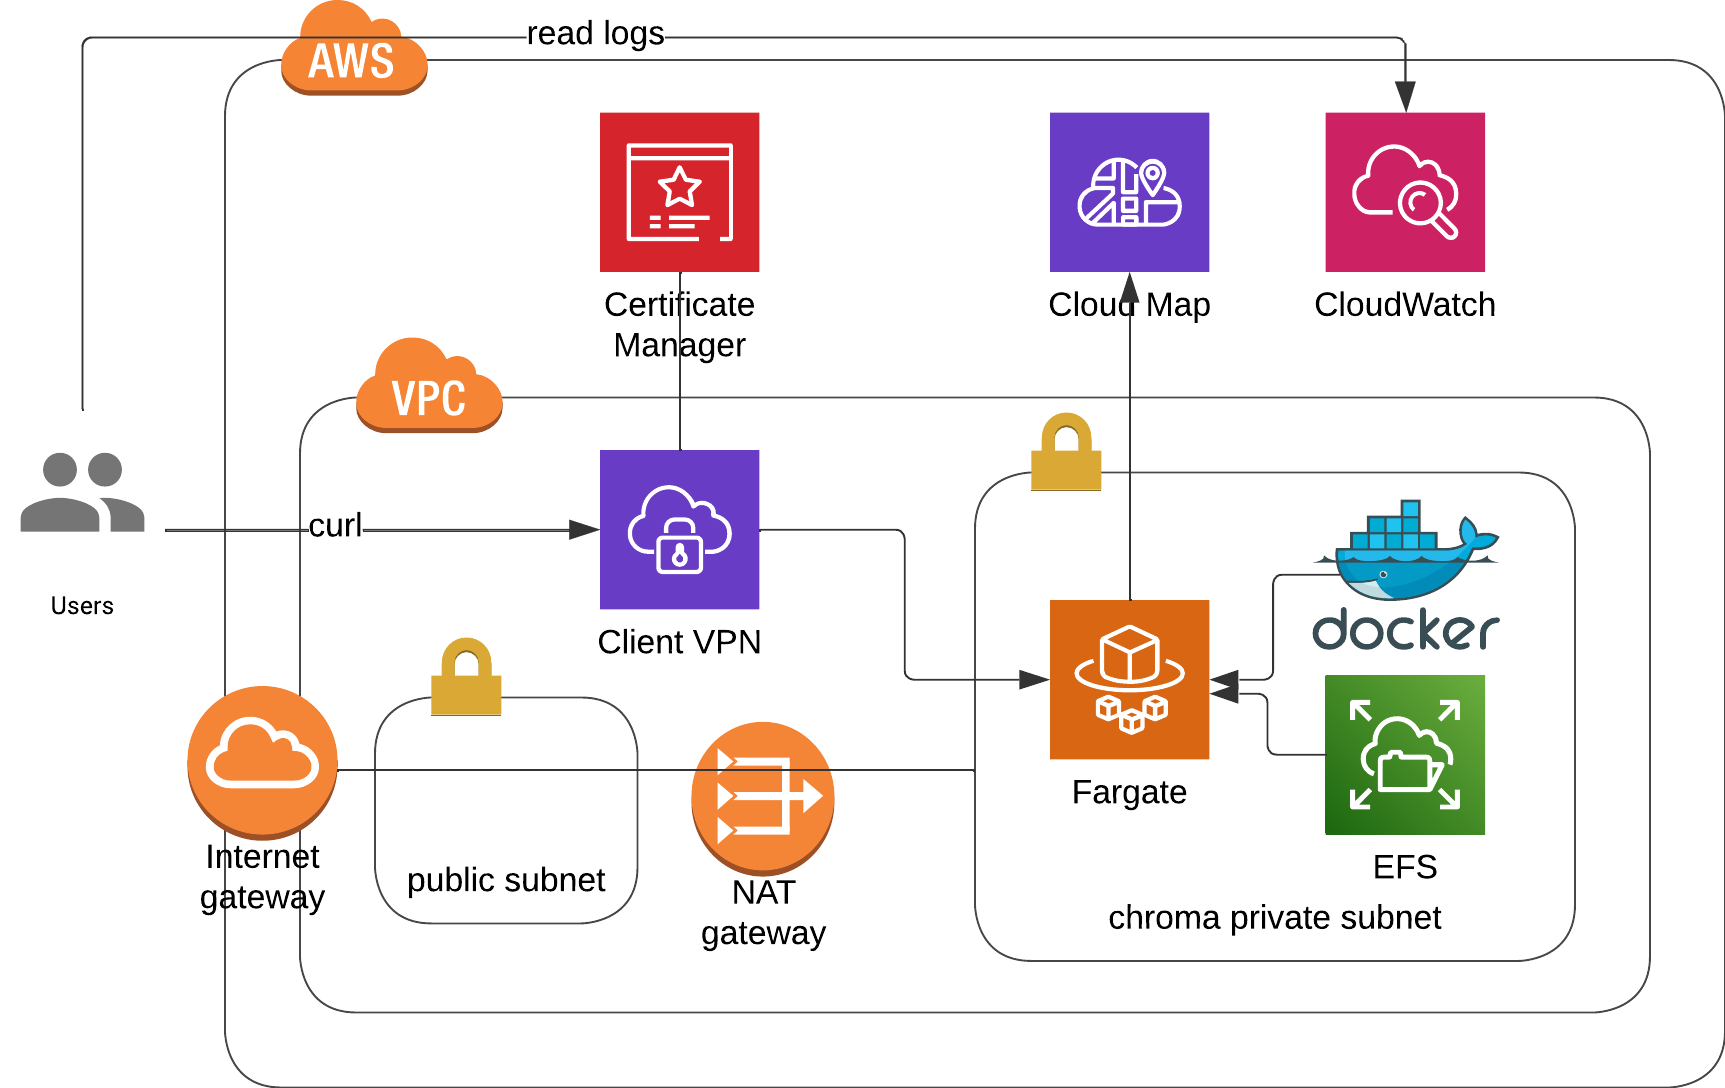 read logs
AWS
Certificate
Manager
Cloud Map
CloudWatch
VPC
curl
Users
Client VPN
docker
Fargate
EFS
Internet
gateway
public subnet
NAT
gateway
chroma private subnet